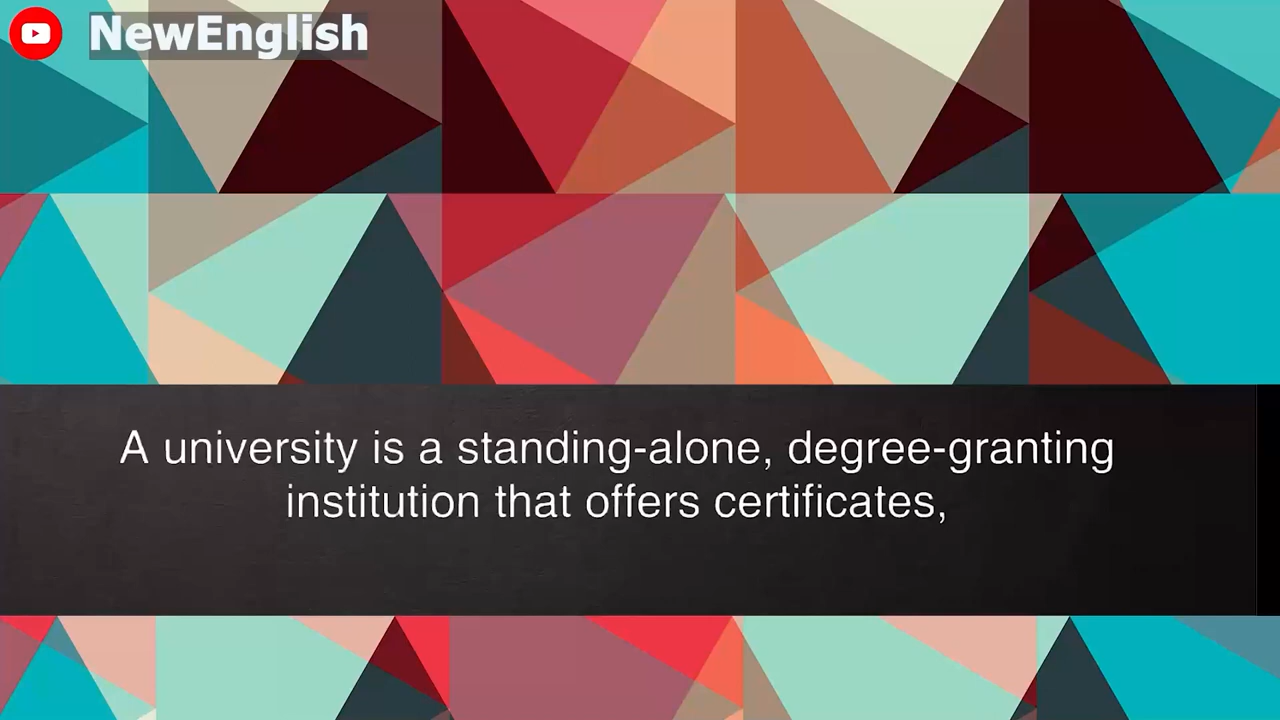 NewEnglish
A university is a standing-alone, degree-granting
institution that offers certificates,